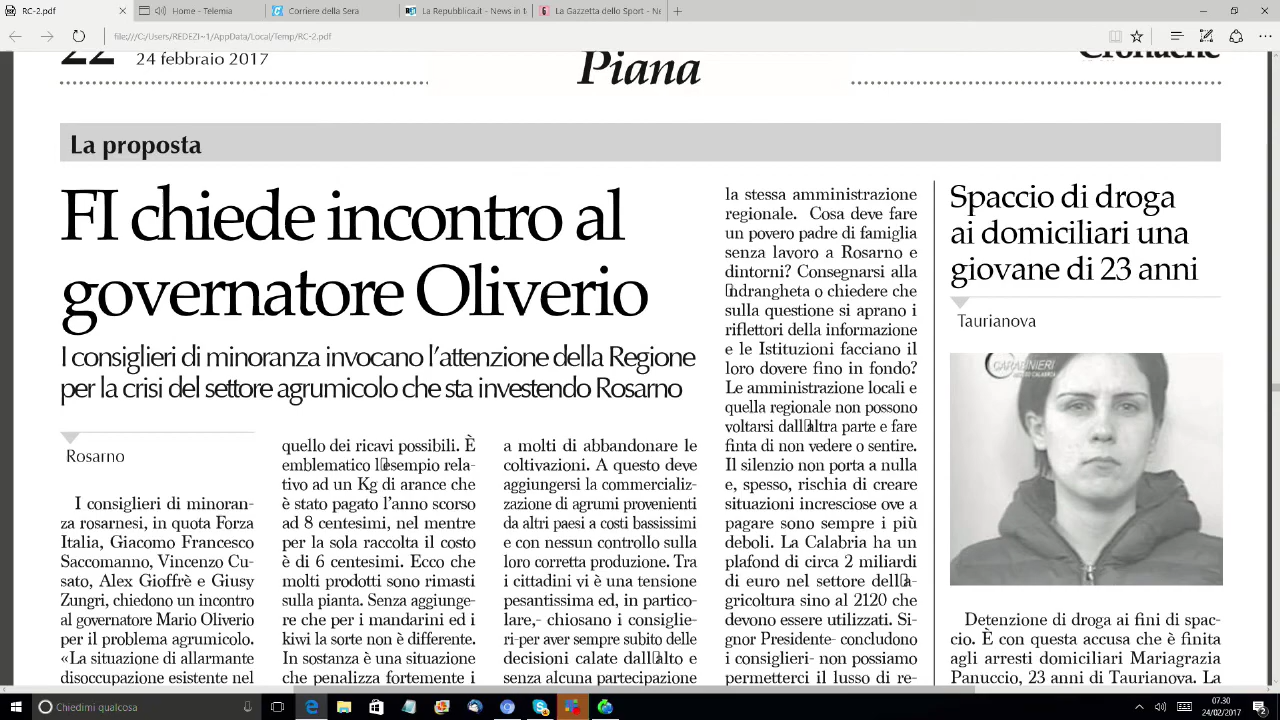 RC-2.pdf
Home - Telemia
Corriere della Sera
La Repubblica.it - News in t
La Gazzetta dello Sport - Ne
file:///C:/Users/REDEZI~1/AppData/Local/Temp/RC-2.pdf
22 24 febbraio 2017
Piana
Cronache
La proposta
FI chiede incontro al
governatore Oliverio
I consiglieri di minoranza invocano l'attenzione della Regione
per la crisi del settore agrumicolo che sta investendo Rosarno
Rosarno
I consiglieri di minoran-
za rosarnesi, in quota Forza
Italia, Giacomo Francesco
Saccomanno, Vincenzo Cu-
sato, Alex Gioffrè e Giusy
Zungri, chiedono un incontro
al governatore Mario Oliverio
per il problema agrumicolo.
«La situazione di allarmante
disoccupazione esistente nel
quello dei ricavi possibili. È
emblematico l▯esempio rela-
tivo ad un Kg di arance che
è stato pagato l'anno scorso
ad 8 centesimi, nel mentre
per la sola raccolta il costo
è di 6 centesimi. Ecco che
molti prodotti sono rimasti
sulla pianta. Senza aggiunge-
re che per i mandarini ed i
kiwi la sorte non è differente.
In sostanza è una situazione
che penalizza fortemente i
a molti di abbandonare le
coltivazioni. A questo deve
aggiungersi la commercializ-
zazione di agrumi provenienti
da altri paesi a costi bassissimi
e con nessun controllo sulla
loro corretta produzione. Tra
i cittadini vi è una tensione
pesantissima ed, in partico-
lare,- chiosano i consiglie-
ri-per aver sempre subito delle
decisioni calate dall▯alto e
senza alcuna partecipazione
la stessa amministrazione
regionale. Cosa deve fare
un povero padre di famiglia
senza lavoro a Rosarno e
dintorni? Consegnarsi alla
▯ndrangheta o chiedere che
sulla questione si aprano i
riflettori della informazione
e le Istituzioni facciano il
loro dovere fino in fondo?
Le amministrazione locali e
quella regionale non possono
voltarsi dall▯altra parte e fare
finta di non vedere o sentire.
Il silenzio non porta a nulla
e, spesso, rischia di creare
situazioni incresciose ove a
pagare sono sempre i più
deboli. La Calabria ha un
plafond di circa 2 miliardi
di euro nel settore dell▯a-
gricoltura sino al 2120 che
devono essere utilizzati. Si-
gnor Presidente- concludono
i consiglieri- non possiamo
permetterci il lusso di re-
Spaccio di droga
ai domiciliari una
giovane di 23 anni
Taurianova
CARABINIERI
REGGIO CALABRIA
Detenzione di droga ai fini di spac-
cio. È con questa accusa che è finita
agli arresti domiciliari Mariagrazia
Panuccio, 23 anni di Taurianova. La
Chiedimi qualcosa
07.30
24/02/2017
2